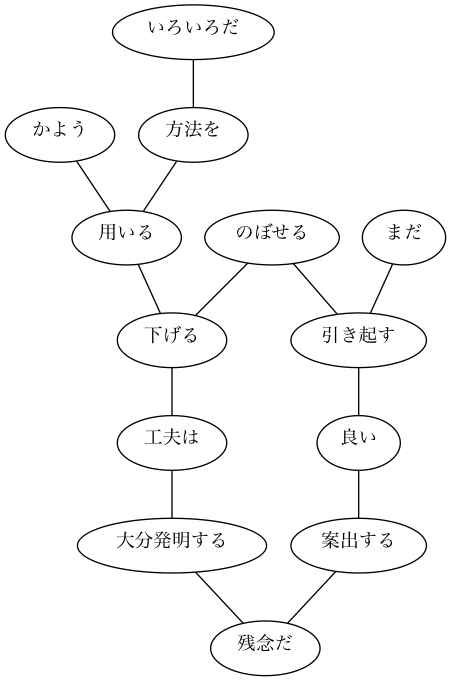 いろいろだ
かよう
方法を
用いる
のぼせる
まだ
下げる
引き起す
工夫は
良い
大分発明する
案出する
残念だ